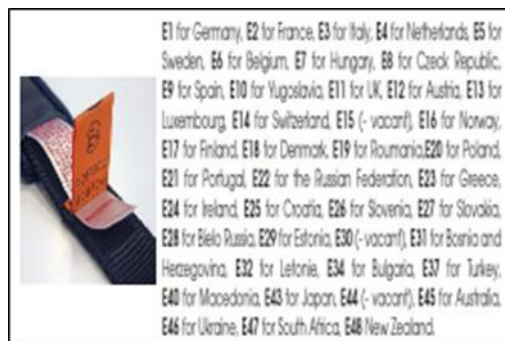 E1 for Germany, E2 for France, E3 for Italy, E4 for Netherlands, E5 for
Sweden, E6 for Belgium, E7 for Hungary, E8 for Czeck Republic,
E9 for Spain, E10 for Yugoslavia, E11 for UK, E12 for Austria, E13 for
Luxembourg, E14 for Switzerland, E15 (- vacant), E16 for Norway,
E17 for Finland, E18 for Denmark, E19 for Roumania,E20 for Poland,
E21 for Portugal, E22 for the Russian Federation, E23 for Greece,
E24 for Ireland, E25 for Croatia, E26 for Slovenia, E27 for Slovakia,
E28 for Bielo Russia, E29 for Estonia, E30 (- vacant), E31 for Bosnia and
Herzegovina, E32 for Letonie, E34 for Bulgaria, E37 for Turkey,
E40 for Macedonia, E43 for Japan, E44 (- vacant), E45 for Australia,
E46 for Ukraine, E47 for South Africa, E48 New Zealand.